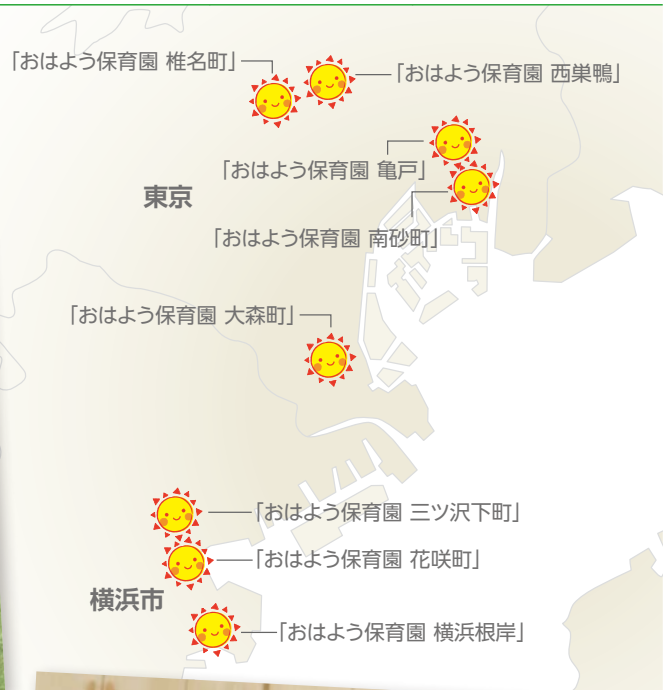 「おはよう保育園 椎名町」
「おはよう保育園 西巣鴨」
「おはよう保育園 亀戸」
東京
「おはよう保育園 南砂町」
「おはよう保育園 大森町」
「おはよう保育園 三ツ沢下町」
「おはよう保育園 花咲町」
横浜市
「おはよう保育園 横浜根岸」